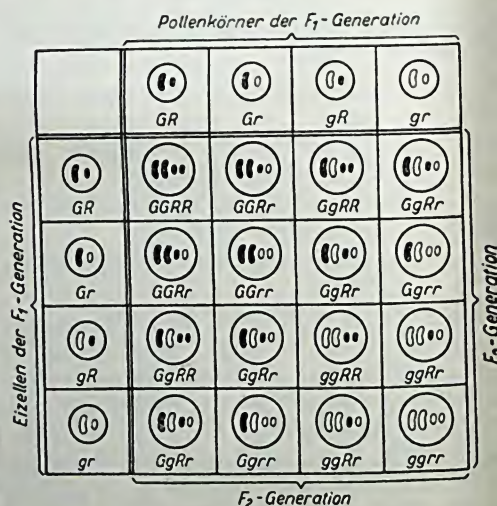 Pollenkörner der F₁-Generation
GR Gr gR gr
Eizellen der F₁-Generation
GR GGRR GGRr GgRR GgRr
Gr GGRr GGrr GgRr Ggrr
gR GgRR GgRr ggRR ggRr
gr GgRr Ggrr ggRr ggrr
F₂-Generation
F₂-Generation